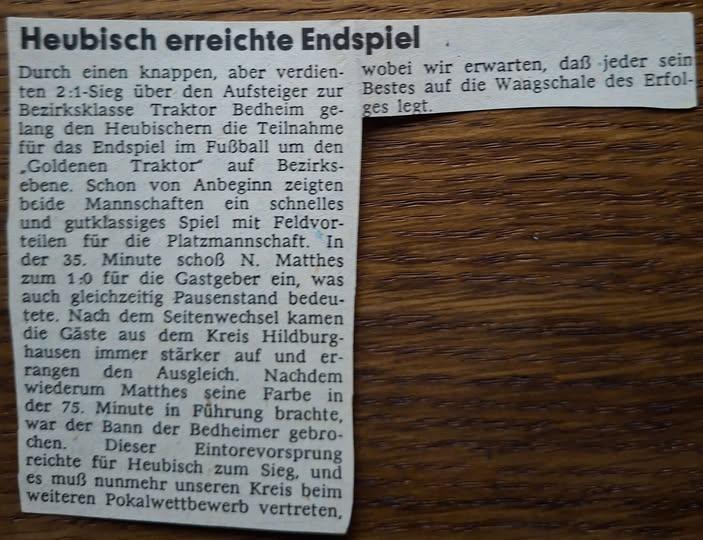 Heubisch erreichte Endspiel
Durch einen knappen, aber verdien-
ten 2:1-Sieg über den Aufsteiger zur
Bezirksklasse Traktor Bedheim ge-
lang den Heubischern die Teilnahme
für das Endspiel im Fußball um den
„Goldenen Traktor" auf Bezirks-
ebene. Schon von Anbeginn zeigten
beide Mannschaften ein schnelles
und gutklassiges Spiel mit Feldvor-
teilen für die Platzmannschaft. In
der 35. Minute schoß N. Matthes
zum 1:0 für die Gastgeber ein, was
auch gleichzeitig Pausenstand bedeu-
tete. Nach dem Seitenwechsel kamen
die Gäste aus dem Kreis Hildburg-
hausen immer stärker auf und er-
rangen den Ausgleich. Nachdem
wiederum Matthes seine Farbe in
der 75. Minute in Führung brachte,
war der Bann der Bedheimer gebro-
chen. Dieser Eintorevorsprung
reichte für Heubisch zum Sieg, und
es muß nunmehr unseren Kreis beim
weiteren Pokalwettbewerb vertreten,
wobei wir erwarten, daß jeder sein
Bestes auf die Waagschale des Erfol-
ges legt.